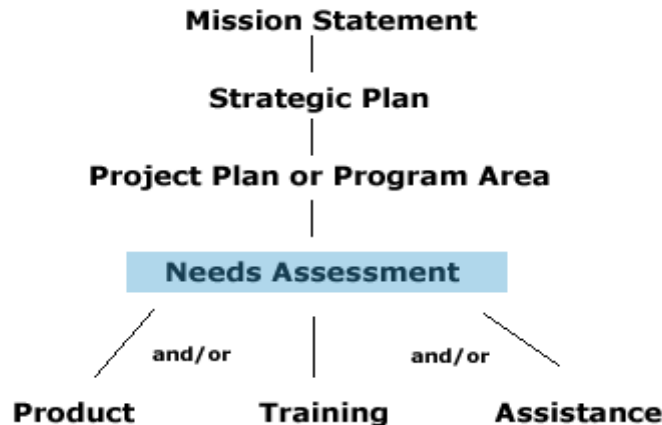 Mission Statement
Strategic Plan
Project Plan or Program Area
Needs Assessment
and/or and/or
Product Training Assistance